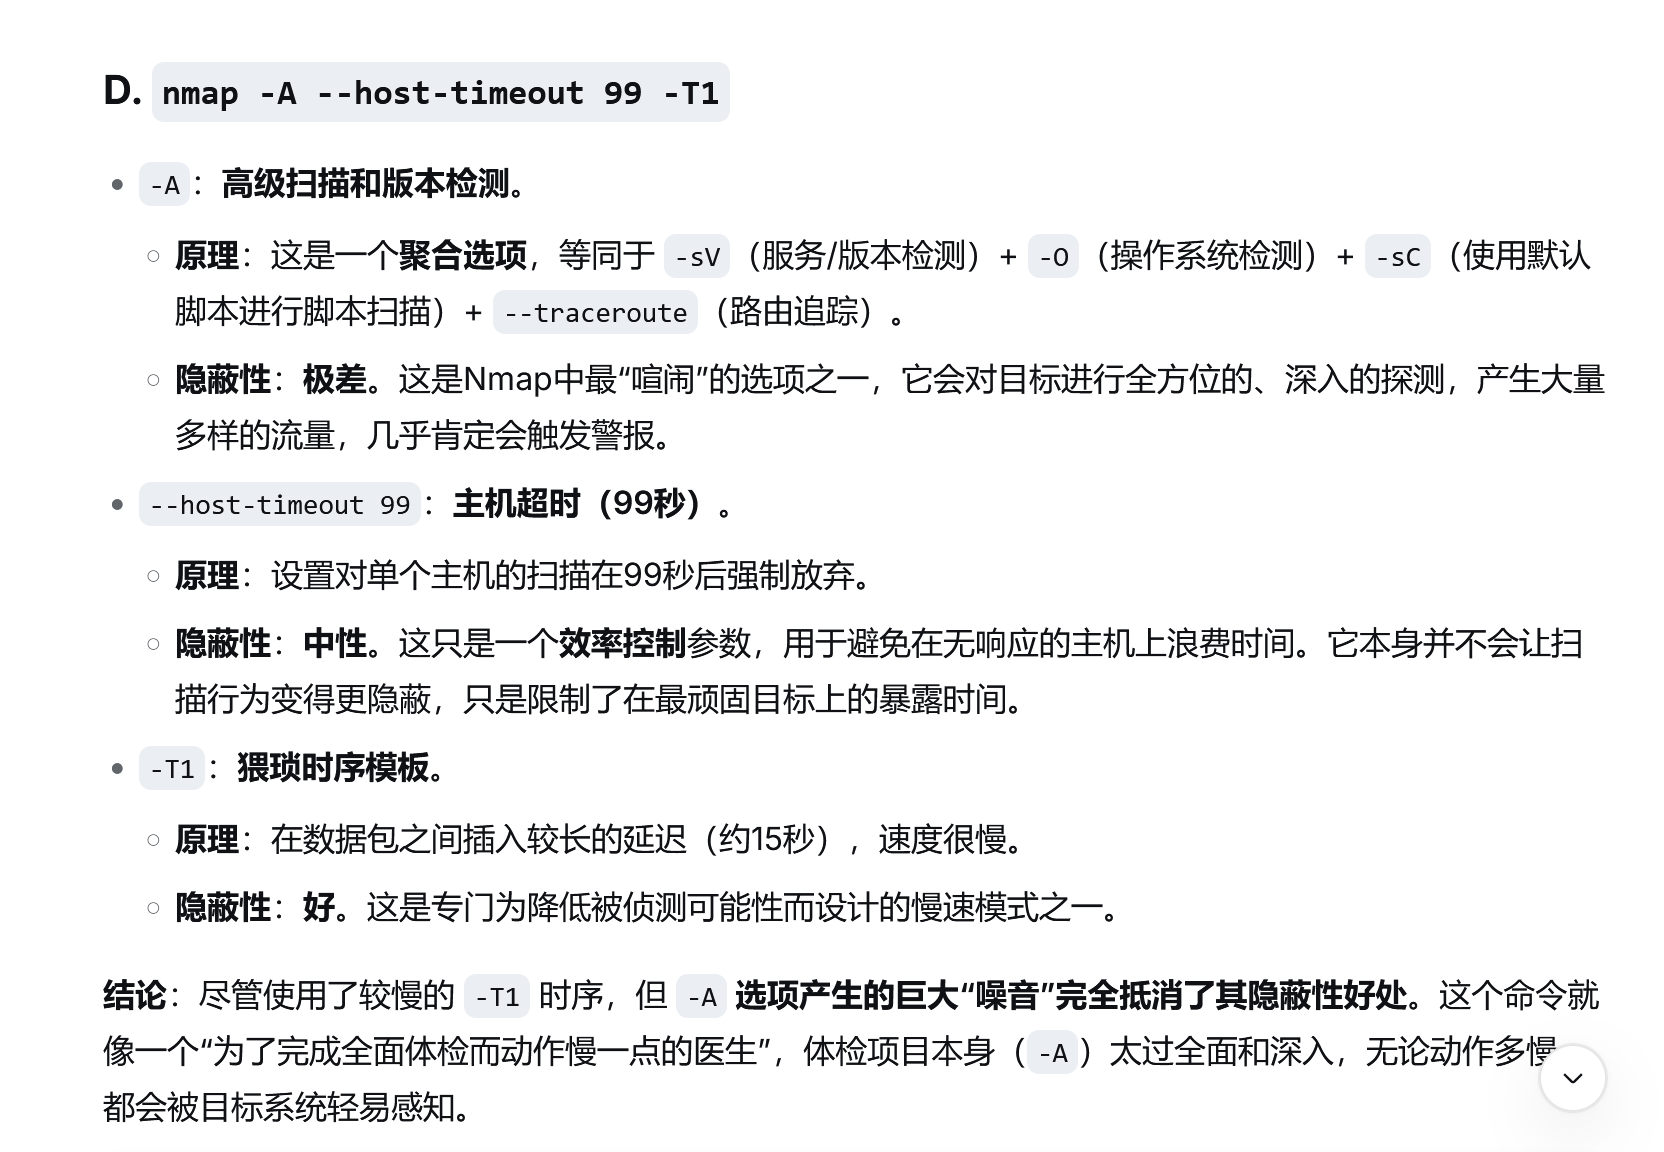 D. nmap -A --host-timeout 99 -T1
-A：高级扫描和版本检测。
原理：这是一个聚合选项，等同于 -sV（服务/版本检测）+ -O（操作系统检测）+ -sC（使用默认
脚本进行脚本扫描）+ --traceroute（路由追踪）。
隐蔽性：极差。这是Nmap中最“喧闹”的选项之一，它会对目标进行全方位的、深入的探测，产生大量
多样的流量，几乎肯定会触发警报。
--host-timeout 99：主机超时（99秒）。
原理：设置对单个主机的扫描在99秒后强制放弃。
隐蔽性：中性。这只是一个效率控制参数，用于避免在无响应的主机上浪费时间。它本身并不会让扫
描行为变得更隐蔽，只是限制了在最顽固目标上的暴露时间。
-T1：猥琐时序模板。
原理：在数据包之间插入较长的延迟（约15秒），速度很慢。
隐蔽性：好。这是专门为降低被侦测可能性而设计的慢速模式之一。
结论：尽管使用了较慢的 -T1 时序，但 -A 选项产生的巨大“噪音”完全抵消了其隐蔽性好处。这个命令就
像一个“为了完成全面体检而动作慢一点的医生”，体检项目本身（-A）太过全面和深入，无论动作多慢
都会被目标系统轻易感知。